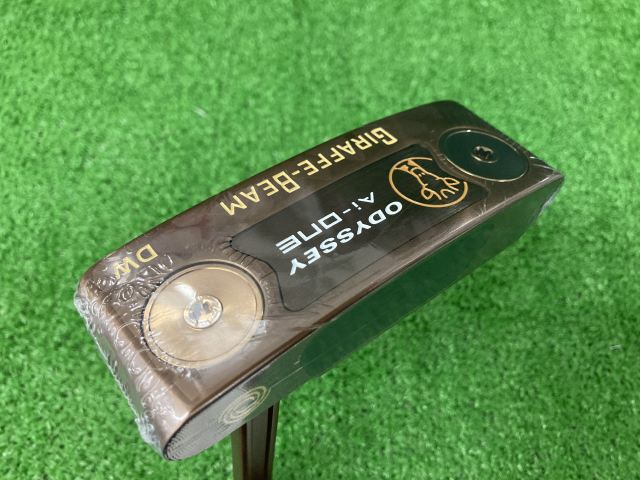 GIRAFFE-BEAM
ODYSSEY
Ai-ONE
DW